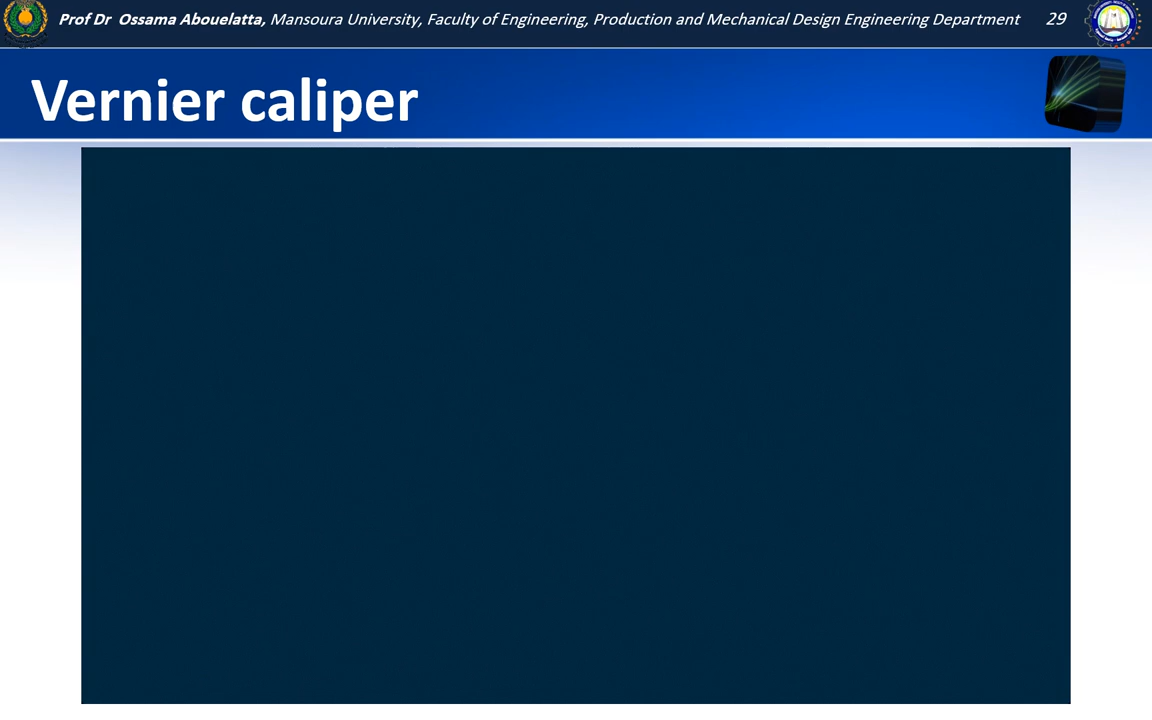 Prof Dr Ossama Abouelatta, Mansoura University, Faculty of Engineering, Production and Mechanical Design Engineering Department 29
Vernier caliper